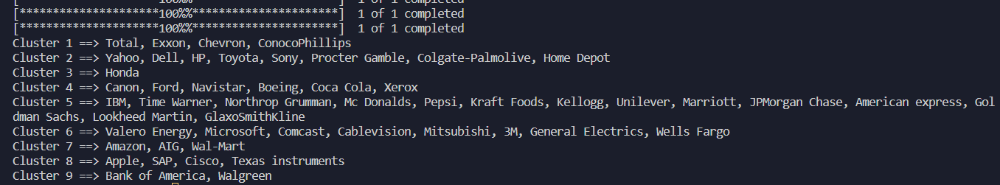 [*********************100%%**********************]  1 of 1 completed
[*********************100%%**********************]  1 of 1 completed
[*********************100%%**********************]  1 of 1 completed
Cluster 1 ==> Total, Exxon, Chevron, ConocoPhillips
Cluster 2 ==> Yahoo, Dell, HP, Toyota, Sony, Procter Gamble, Colgate-Palmolive, Home Depot
Cluster 3 ==> Honda
Cluster 4 ==> Canon, Ford, Navistar, Boeing, Coca Cola, Xerox
Cluster 5 ==> IBM, Time Warner, Northrop Grumman, Mc Donalds, Pepsi, Kraft Foods, Kellogg, Unilever, Marriott, JPMorgan Chase, American express, Gol
dman Sachs, Lookheed Martin, GlaxoSmithKline
Cluster 6 ==> Valero Energy, Microsoft, Comcast, Cablevision, Mitsubishi, 3M, General Electrics, Wells Fargo
Cluster 7 ==> Amazon, AIG, Wal-Mart
Cluster 8 ==> Apple, SAP, Cisco, Texas instruments
Cluster 9 ==> Bank of America, Walgreen